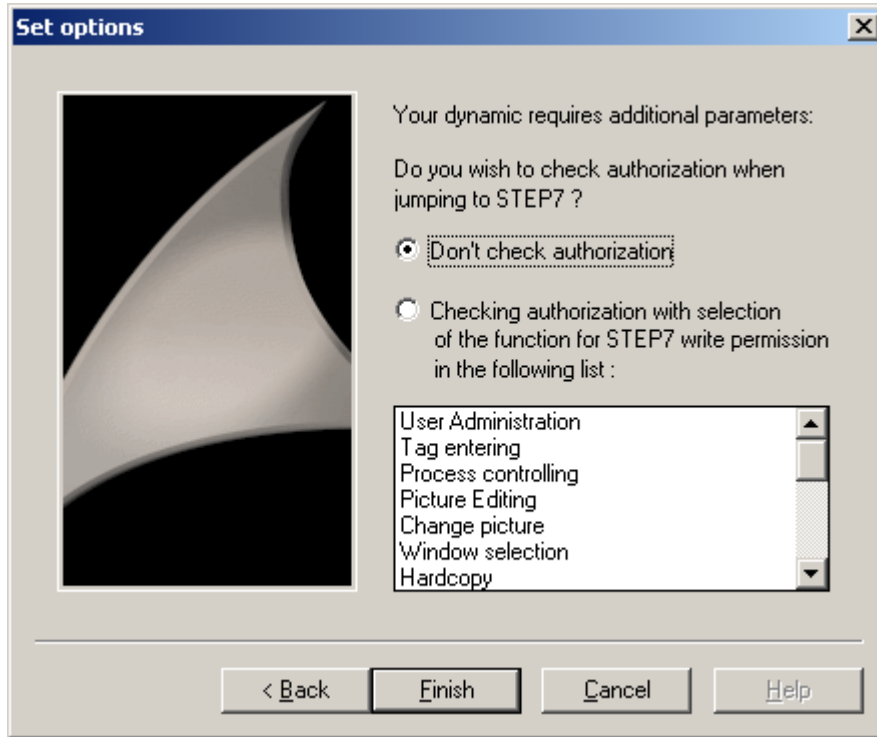 Set options
Your dynamic requires additional parameters:
Do you wish to check authorization when
jumping to STEP7 ?
Don't check authorization
Checking authorization with selection
of the function for STEP7 write permission
in the following list :
User Administration
Tag entering
Process controlling
Picture Editing
Change picture
Window selection
Hardcopy
< Back
Finish
Cancel
Help